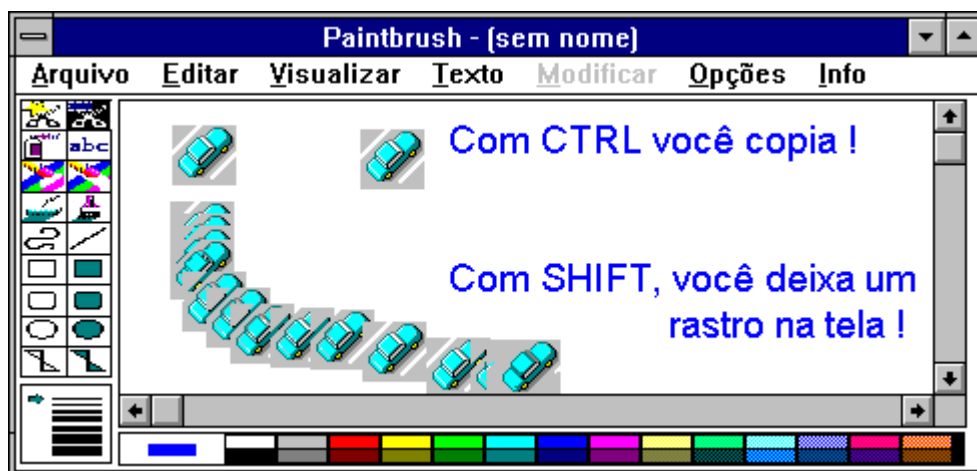 Paintbrush - (sem nome)
Arquivo Editar Visualizar Texto Modificar Opções Info
abc
Com CTRL você copia !
Com SHIFT, você deixa um
rastro na tela !